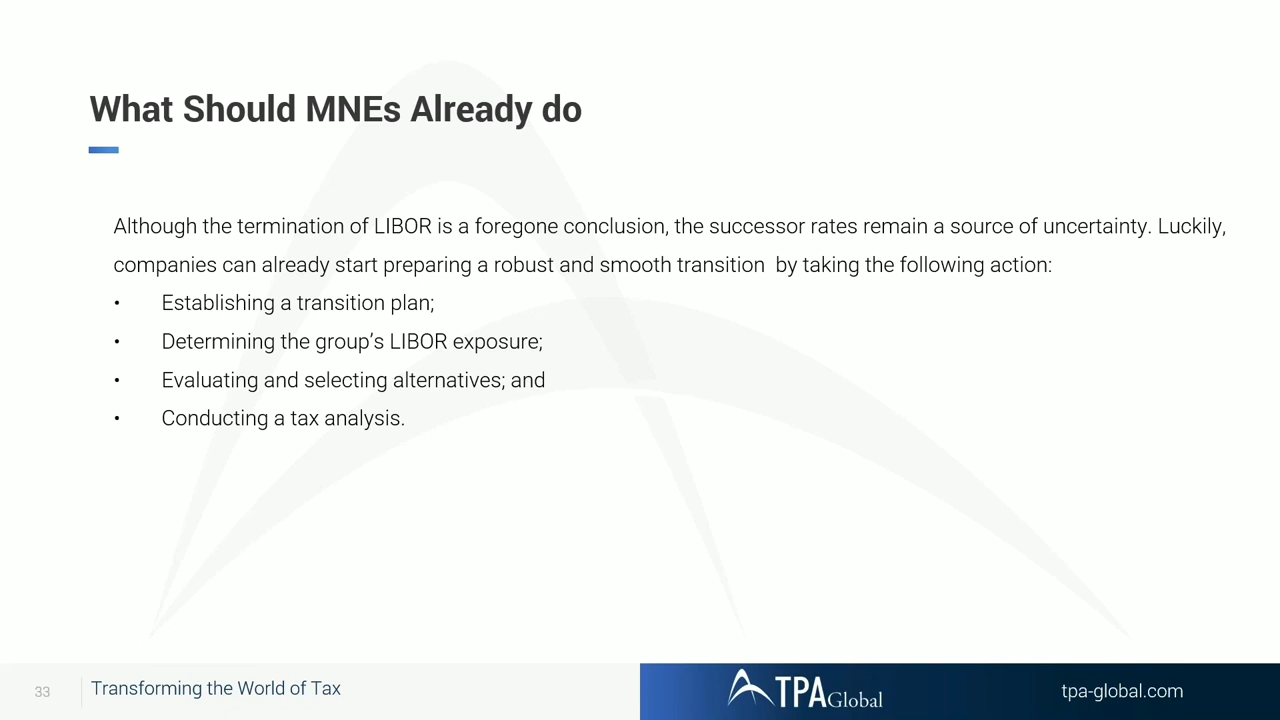 What Should MNEs Already do
Although the termination of LIBOR is a foregone conclusion, the successor rates remain a source of uncertainty. Luckily,
companies can already start preparing a robust and smooth transition  by taking the following action:
• Establishing a transition plan;
• Determining the group’s LIBOR exposure;
• Evaluating and selecting alternatives; and
• Conducting a tax analysis.
33
Transforming the World of Tax
TPA Global
tpa-global.com